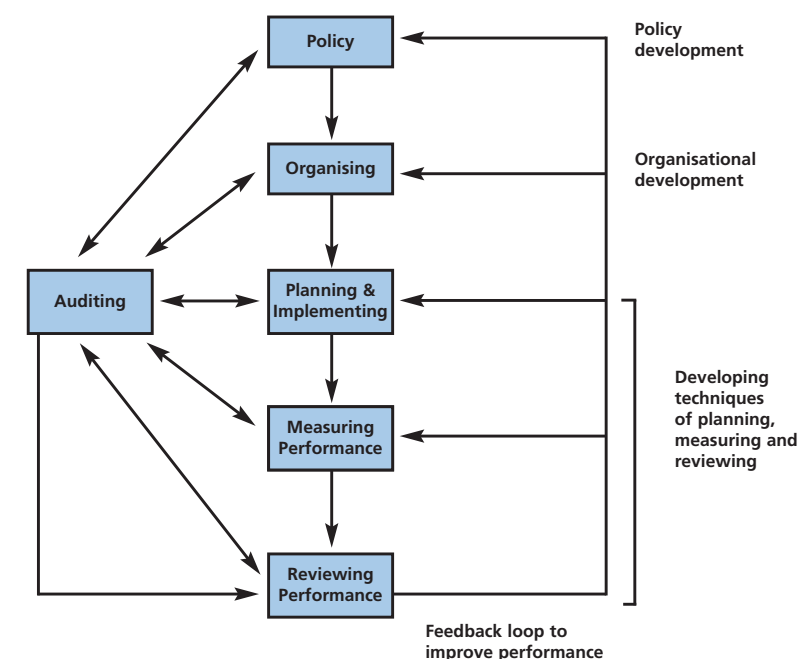 Policy
Policy
development
Organising
Organisational
development
Auditing
Planning &
Implementing
Developing
techniques
of planning,
measuring and
reviewing
Measuring
Performance
Reviewing
Performance
Feedback loop to
improve performance